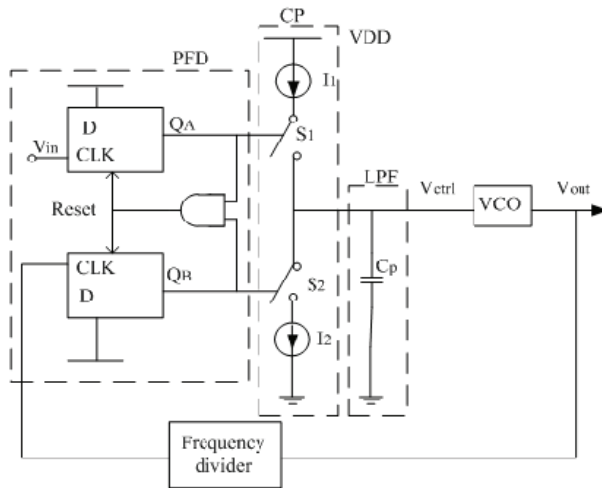 CP
VDD
PFD
I1
D
QA
S1
Vin
CLK
LPF
Vctrl
Vout
Reset
VCO
CLK
QB
Cp
D
S2
I2
Frequency
divider